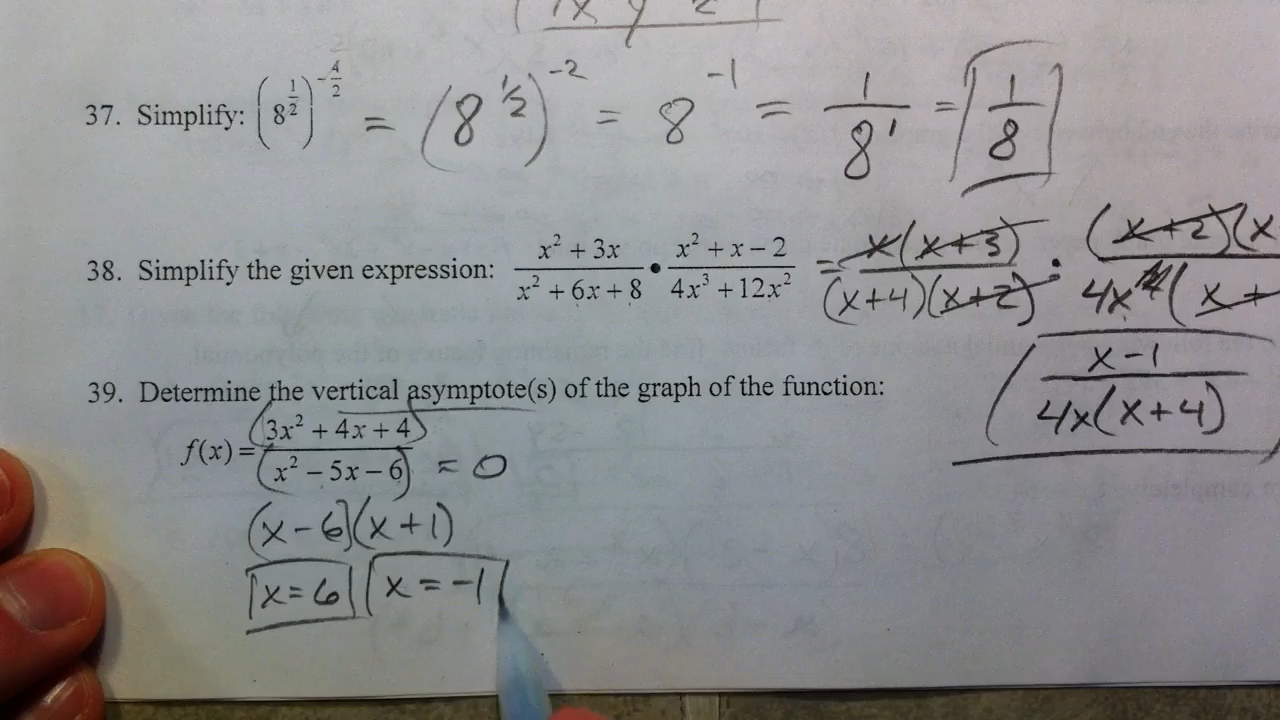 37. Simplify: (8^(1/2))^(-4/2) = (8^(1/2))^(-2) = 8^(-1) = 1/8^1 = 1/8
38. Simplify the given expression: (x² + 3x)/(x² + 6x + 8) • (x² + x − 2)/(4x³ + 12x²) = x(x+3)/((x+4)(x+2)) · (x+2)(x/4x(x+
(x−1)/(4x(x+4))
39. Determine the vertical asymptote(s) of the graph of the function:
f(x) = (3x² + 4x + 4)/(x² − 5x − 6) = 0
(x−6)(x+1)
x=6 x=−1